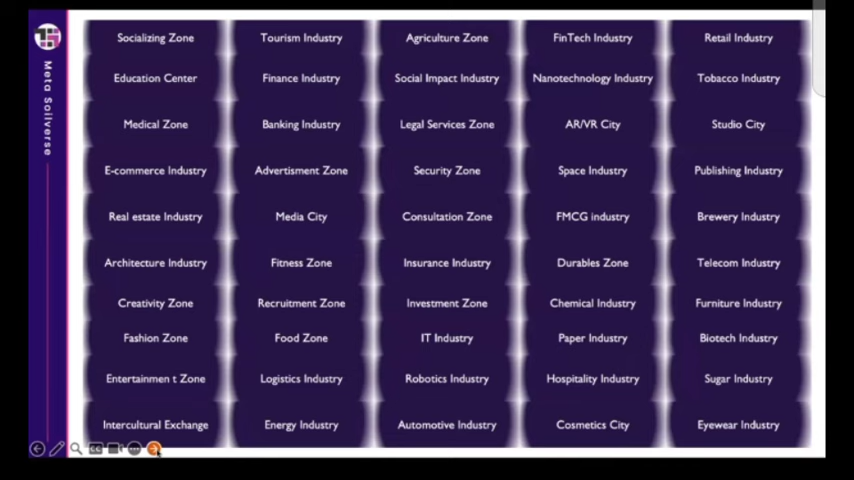 Meta Soilverse
Socializing Zone Tourism Industry Agriculture Zone FinTech Industry Retail Industry
Education Center Finance Industry Social Impact Industry Nanotechnology Industry Tobacco Industry
Medical Zone Banking Industry Legal Services Zone AR/VR City Studio City
E-commerce Industry Advertisment Zone Security Zone Space Industry Publishing Industry
Real estate Industry Media City Consultation Zone FMCG industry Brewery Industry
Architecture Industry Fitness Zone Insurance Industry Durables Zone Telecom Industry
Creativity Zone Recruitment Zone Investment Zone Chemical Industry Furniture Industry
Fashion Zone Food Zone IT Industry Paper Industry Biotech Industry
Entertainmen t Zone Logistics Industry Robotics Industry Hospitality Industry Sugar Industry
Intercultural Exchange Energy Industry Automotive Industry Cosmetics City Eyewear Industry
CC